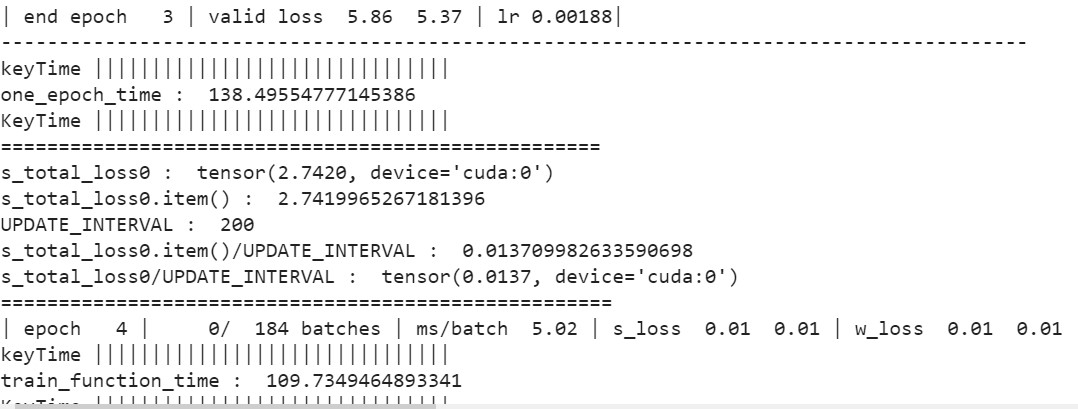 | end epoch   3 | valid loss  5.86  5.37 | lr 0.00188|
-----------------------------------------------------------------------------------------
keyTime |||||||||||||||||||||||||||||||
one_epoch_time :  138.49554777145386
KeyTime |||||||||||||||||||||||||||||||
====================================================
s_total_loss0 :  tensor(2.7420, device='cuda:0')
s_total_loss0.item() :  2.7419965267181396
UPDATE_INTERVAL :  200
s_total_loss0.item()/UPDATE_INTERVAL :  0.013709982633590698
s_total_loss0/UPDATE_INTERVAL :  tensor(0.0137, device='cuda:0')
=====================================================
| epoch   4 |     0/  184 batches | ms/batch  5.02 | s_loss  0.01  0.01 | w_loss  0.01  0.01
keyTime |||||||||||||||||||||||||||||||
train_function_time :  109.7349464893341
KeyTime |||||||||||||||||||||||||||||||